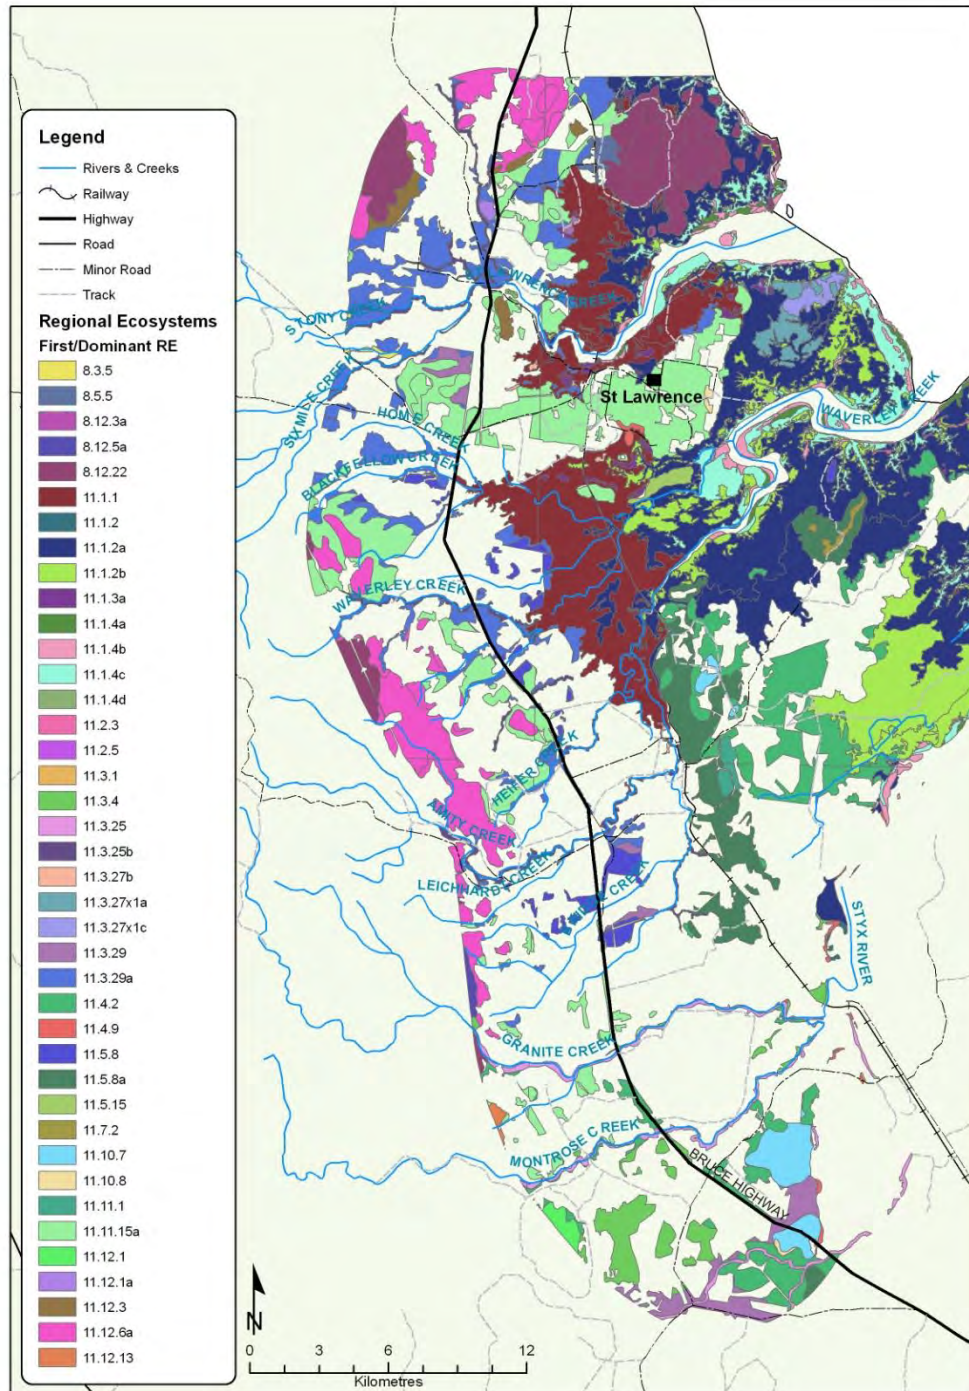 Legend
Rivers & Creeks
Railway
Highway
Road
Minor Road
Track
Regional Ecosystems
First/Dominant RE
8.3.5
8.5.5
8.12.3a
8.12.5a
8.12.22
11.1.1
11.1.2
11.1.2a
11.1.2b
11.1.3a
11.1.4a
11.1.4b
11.1.4c
11.1.4d
11.2.3
11.2.5
11.3.1
11.3.4
11.3.25
11.3.25b
11.3.27b
11.3.27x1a
11.3.27x1c
11.3.29
11.3.29a
11.4.2
11.4.9
11.5.8
11.5.8a
11.5.15
11.7.2
11.10.7
11.10.8
11.11.1
11.11.15a
11.12.1
11.12.1a
11.12.3
11.12.6a
11.12.13
LAWRENCE CREEK
STONY CREEK
SIX MILE CREEK
HOME CREEK
St Lawrence
WAVERLEY CREEK
BLACKFELLOW CREEK
WAVERLEY CREEK
HEIFER CREEK
AMITY CREEK
LEICHHARDT CREEK
CREEK
STYX RIVER
GRANITE CREEK
MONTROSE CREEK
BRUCE HIGHWAY
N
0 3 6 12
Kilometres